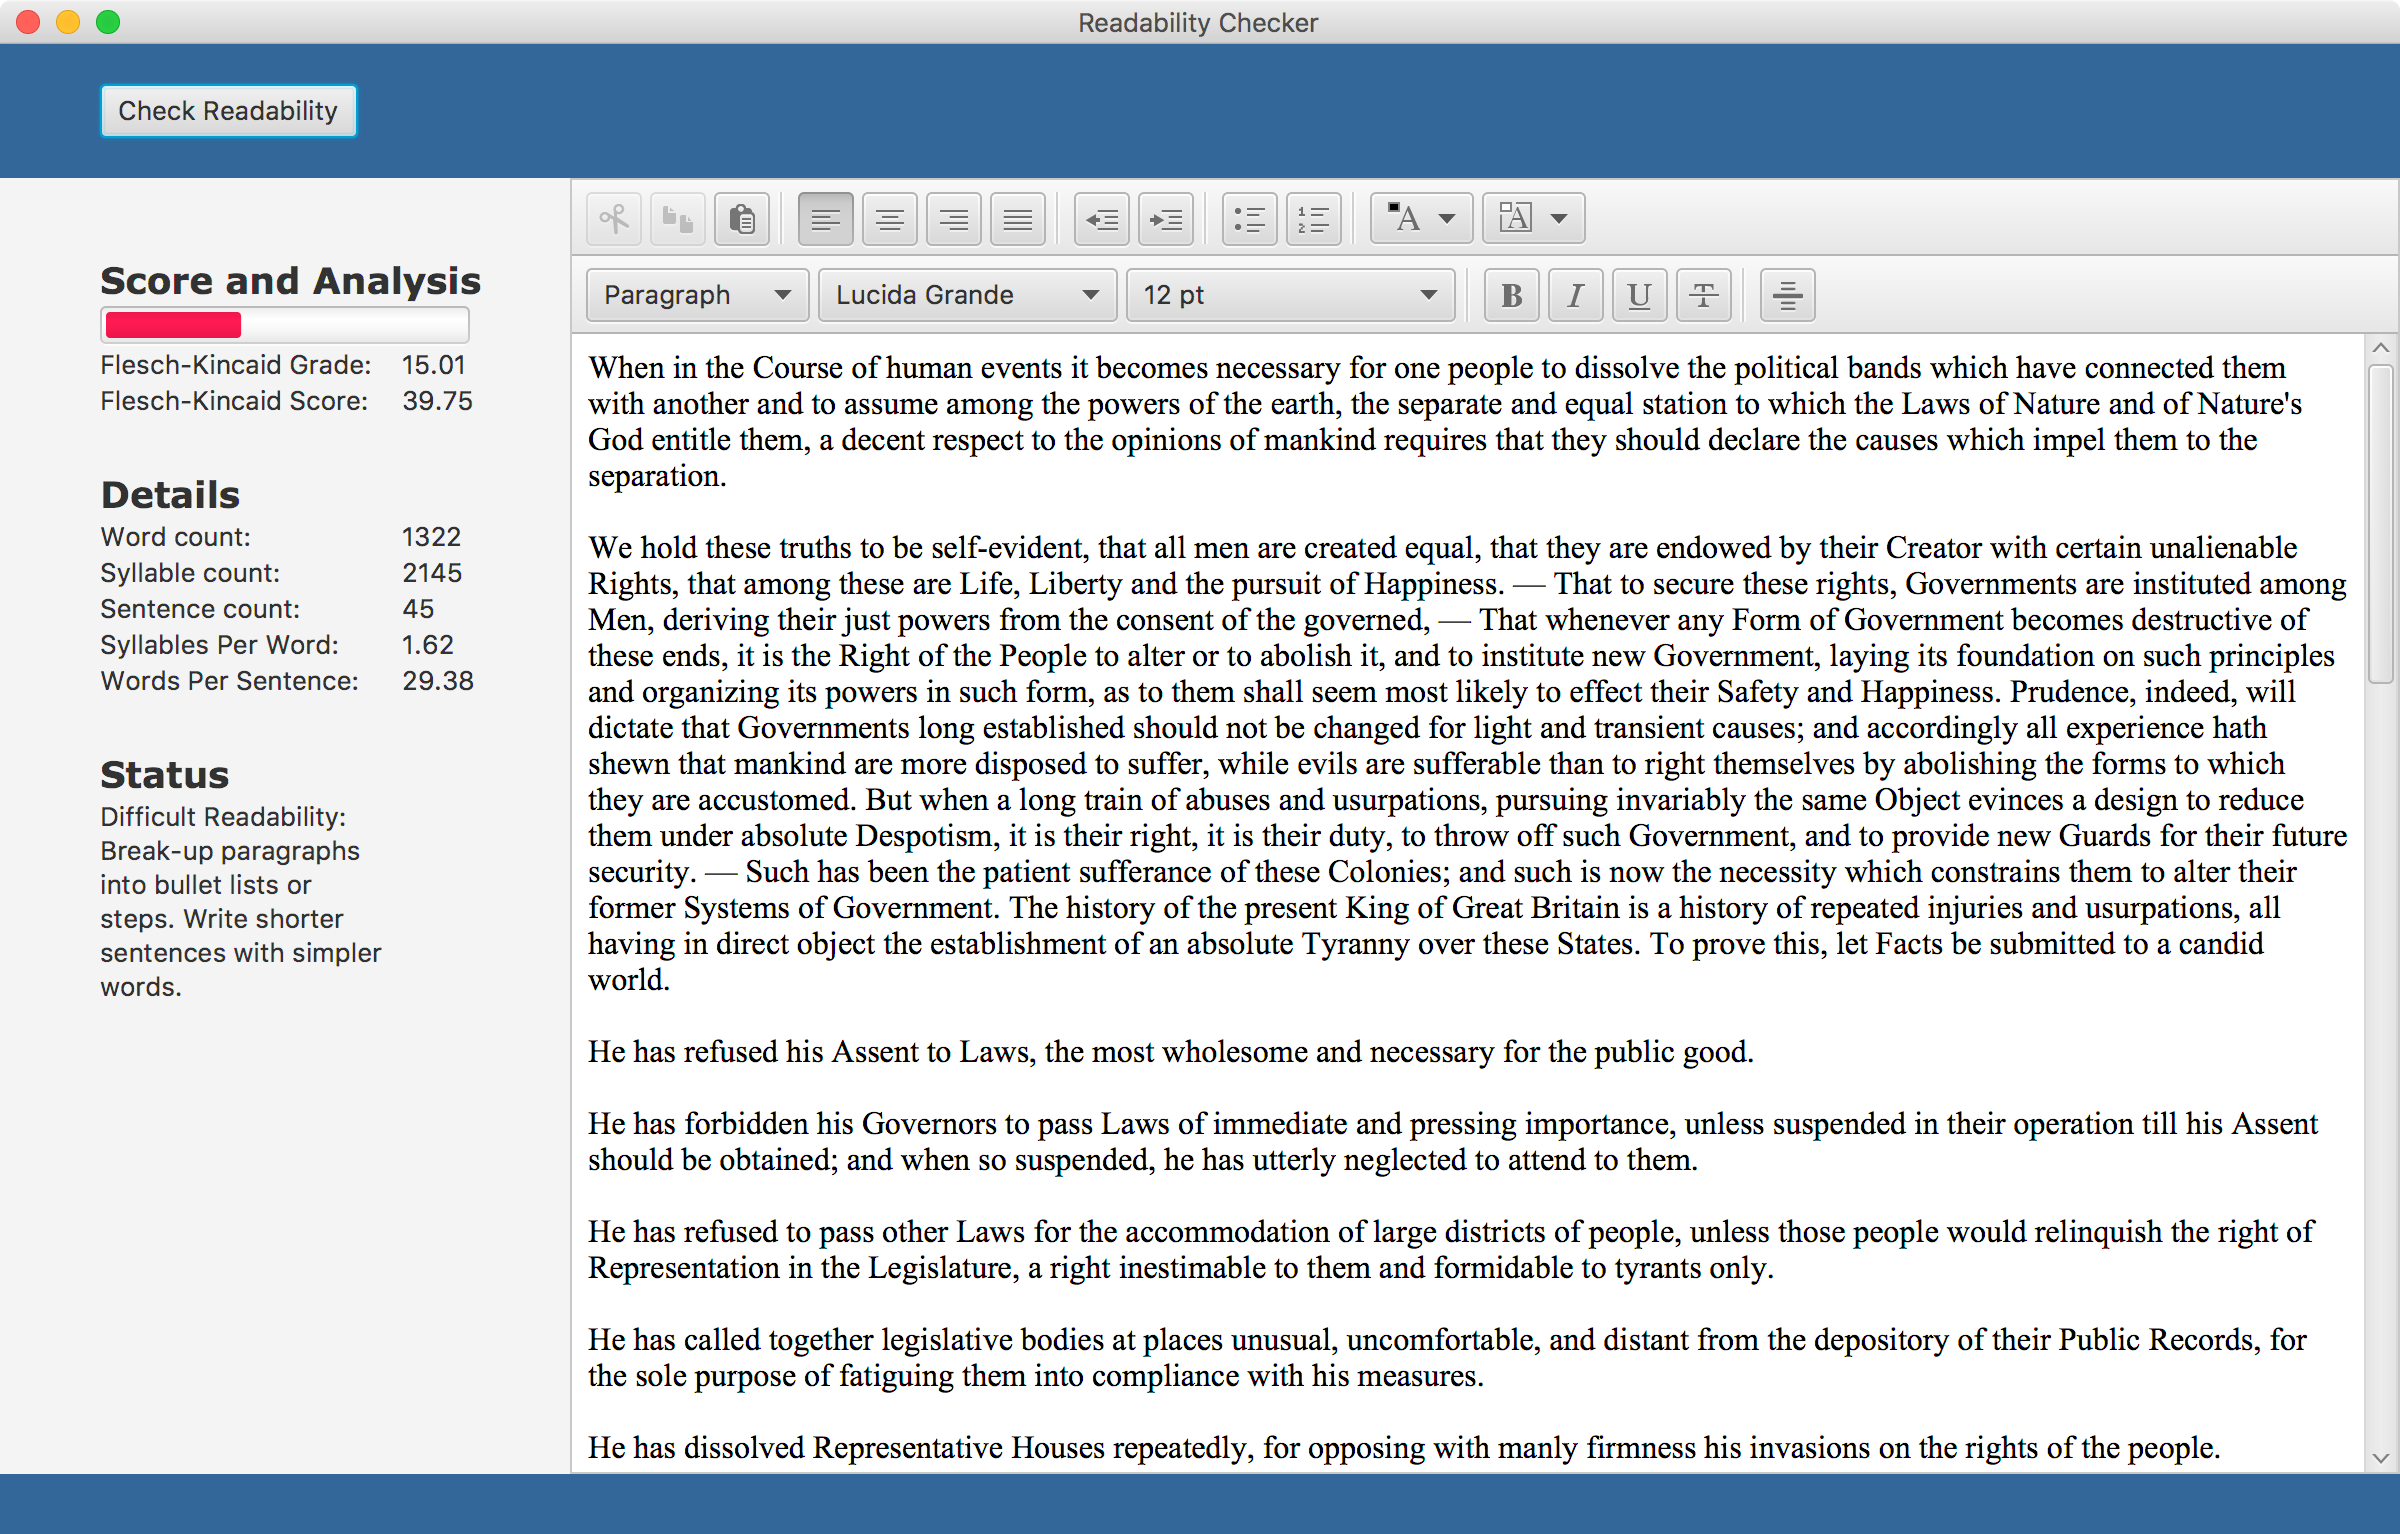 Readability Checker
Check Readability
Score and Analysis
Flesch-Kincaid Grade: 15.01
Flesch-Kincaid Score: 39.75
Details
Word count: 1322
Syllable count: 2145
Sentence count: 45
Syllables Per Word: 1.62
Words Per Sentence: 29.38
Status
Difficult Readability:
Break-up paragraphs
into bullet lists or
steps. Write shorter
sentences with simpler
words.
A A
Paragraph Lucida Grande 12 pt B I U T
When in the Course of human events it becomes necessary for one people to dissolve the political bands which have connected them
with another and to assume among the powers of the earth, the separate and equal station to which the Laws of Nature and of Nature's
God entitle them, a decent respect to the opinions of mankind requires that they should declare the causes which impel them to the
separation.
We hold these truths to be self-evident, that all men are created equal, that they are endowed by their Creator with certain unalienable
Rights, that among these are Life, Liberty and the pursuit of Happiness. — That to secure these rights, Governments are instituted among
Men, deriving their just powers from the consent of the governed, — That whenever any Form of Government becomes destructive of
these ends, it is the Right of the People to alter or to abolish it, and to institute new Government, laying its foundation on such principles
and organizing its powers in such form, as to them shall seem most likely to effect their Safety and Happiness. Prudence, indeed, will
dictate that Governments long established should not be changed for light and transient causes; and accordingly all experience hath
shewn that mankind are more disposed to suffer, while evils are sufferable than to right themselves by abolishing the forms to which
they are accustomed. But when a long train of abuses and usurpations, pursuing invariably the same Object evinces a design to reduce
them under absolute Despotism, it is their right, it is their duty, to throw off such Government, and to provide new Guards for their future
security. — Such has been the patient sufferance of these Colonies; and such is now the necessity which constrains them to alter their
former Systems of Government. The history of the present King of Great Britain is a history of repeated injuries and usurpations, all
having in direct object the establishment of an absolute Tyranny over these States. To prove this, let Facts be submitted to a candid
world.
He has refused his Assent to Laws, the most wholesome and necessary for the public good.
He has forbidden his Governors to pass Laws of immediate and pressing importance, unless suspended in their operation till his Assent
should be obtained; and when so suspended, he has utterly neglected to attend to them.
He has refused to pass other Laws for the accommodation of large districts of people, unless those people would relinquish the right of
Representation in the Legislature, a right inestimable to them and formidable to tyrants only.
He has called together legislative bodies at places unusual, uncomfortable, and distant from the depository of their Public Records, for
the sole purpose of fatiguing them into compliance with his measures.
He has dissolved Representative Houses repeatedly, for opposing with manly firmness his invasions on the rights of the people.